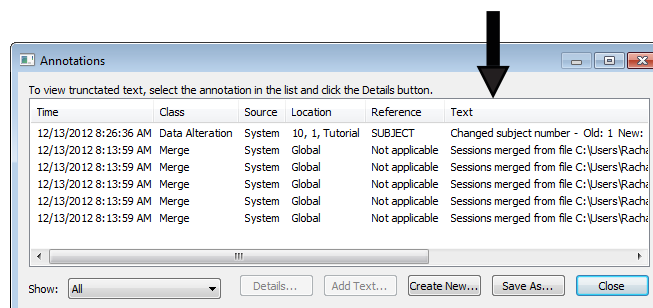 Annotations
To view trunctated text, select the annotation in the list and click the Details button.
Time Class Source Location Reference Text
12/13/2012 8:26:36 AM Data Alteration System 10, 1, Tutorial SUBJECT Changed subject number - Old: 1 New:
12/13/2012 8:13:59 AM Merge System Global Not applicable Sessions merged from file C:\Users\Racha
12/13/2012 8:13:59 AM Merge System Global Not applicable Sessions merged from file C:\Users\Racha
12/13/2012 8:13:59 AM Merge System Global Not applicable Sessions merged from file C:\Users\Racha
12/13/2012 8:13:59 AM Merge System Global Not applicable Sessions merged from file C:\Users\Racha
12/13/2012 8:13:59 AM Merge System Global Not applicable Sessions merged from file C:\Users\Racha
Show: All Details... Add Text... Create New... Save As... Close